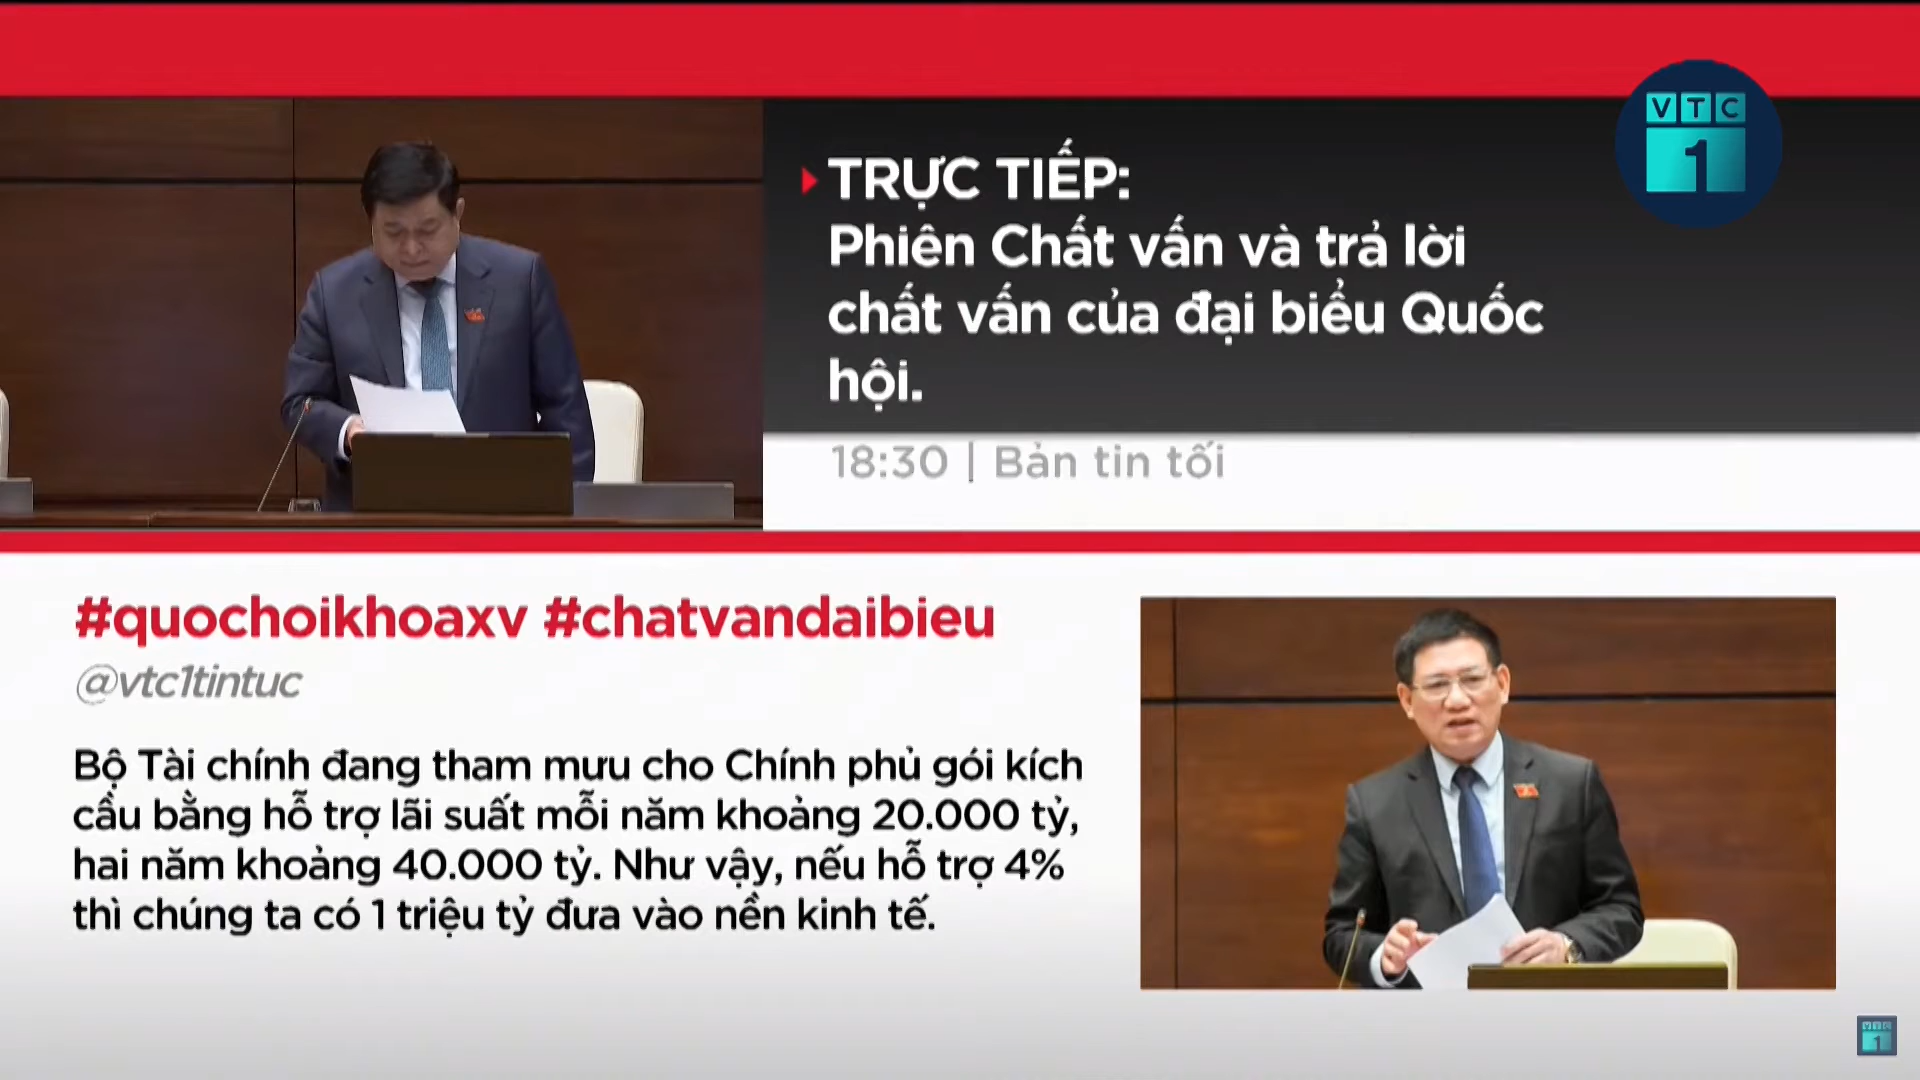 VTC
1
TRỰC TIẾP:
Phiên Chất vấn và trả lời
chất vấn của đại biểu Quốc
hội.
18:30 | Bản tin tối
#quochoikhoaxv #chatvandaibieu
@vtc1tintuc
Bộ Tài chính đang tham mưu cho Chính phủ gói kích
cầu bằng hỗ trợ lãi suất mỗi năm khoảng 20.000 tỷ,
hai năm khoảng 40.000 tỷ. Như vậy, nếu hỗ trợ 4%
thì chúng ta có 1 triệu tỷ đưa vào nền kinh tế.
VTC
1